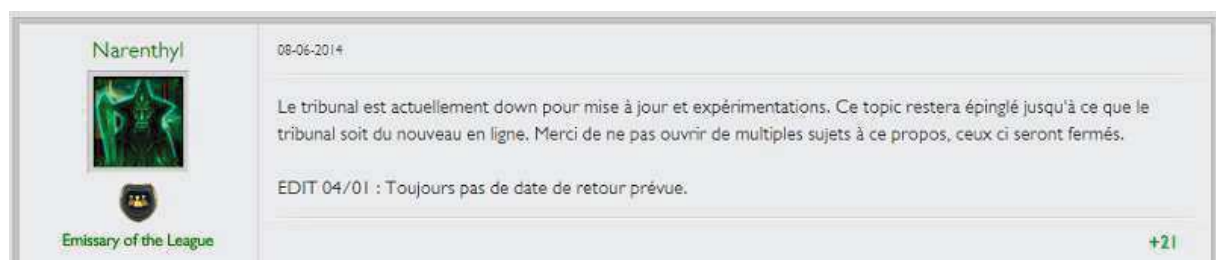 Narenthyl
Emissary of the League
08-06-2014
Le tribunal est actuellement down pour mise à jour et expérimentations. Ce topic restera épinglé jusqu'à ce que le
tribunal soit du nouveau en ligne. Merci de ne pas ouvrir de multiples sujets à ce propos, ceux ci seront fermés.
EDIT 04/01 : Toujours pas de date de retour prévue.
+21